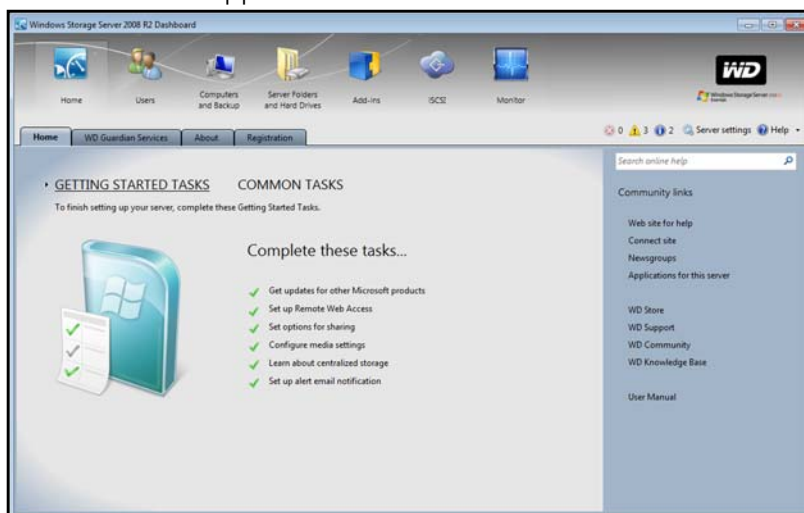 Windows Storage Server 2008 R2 Dashboard
Home
Users
Computers
and Backup
Server Folders
and Hard Drives
Add-ins
iSCSI
Monitor
WD
Home
WD Guardian Services
About
Registration
0
3
2
Server settings
Help
Search online help
GETTING STARTED TASKS
COMMON TASKS
To finish setting up your server, complete these Getting Started Tasks.
Complete these tasks...
Get updates for other Microsoft products
Set up Remote Web Access
Set options for sharing
Configure media settings
Learn about centralized storage
Set up alert email notification
Community links
Web site for help
Connect site
Newsgroups
Applications for this server
WD Store
WD Support
WD Community
WD Knowledge Base
User Manual